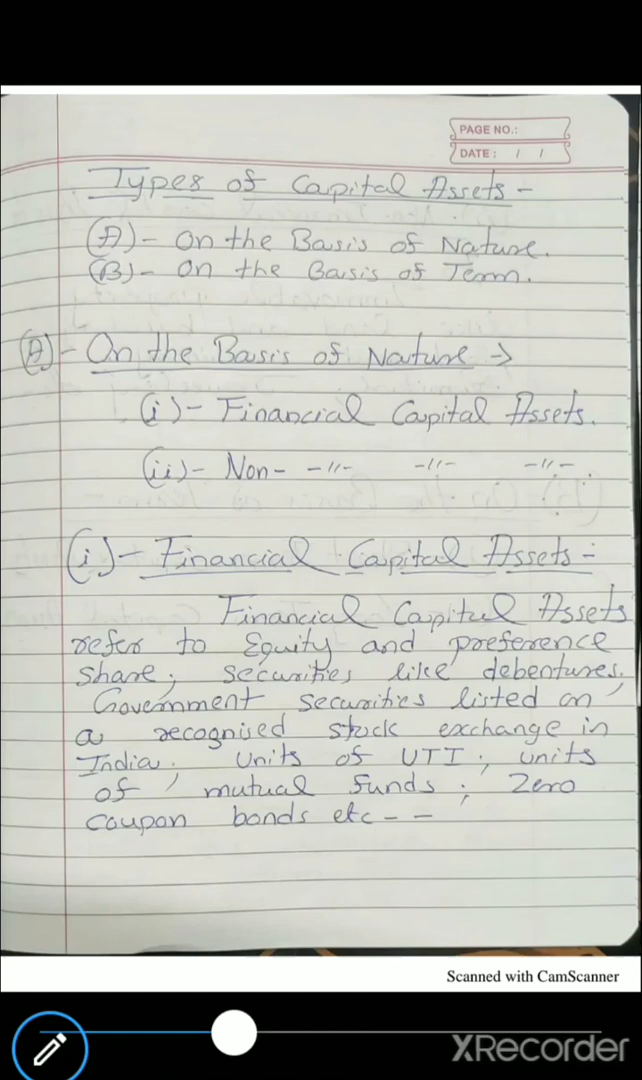 PAGE NO.:
DATE: / /
Types of Capital Assets -
(A) - On the Basis of Nature.
(B) - On the Basis of Term.
(A) - On the Basis of Nature →
(i) - Financial Capital Assets.
(ii) - Non- -"- -"- -"-.
(i) - Financial Capital Assets -
Financial Capital Assets
refer to Equity and preference
share; securities like debentures,
Government securities listed on
a recognised stock exchange in
India; units of UTI; units
of mutual funds; Zero
coupon bonds etc - -
Scanned with CamScanner
XRecorder